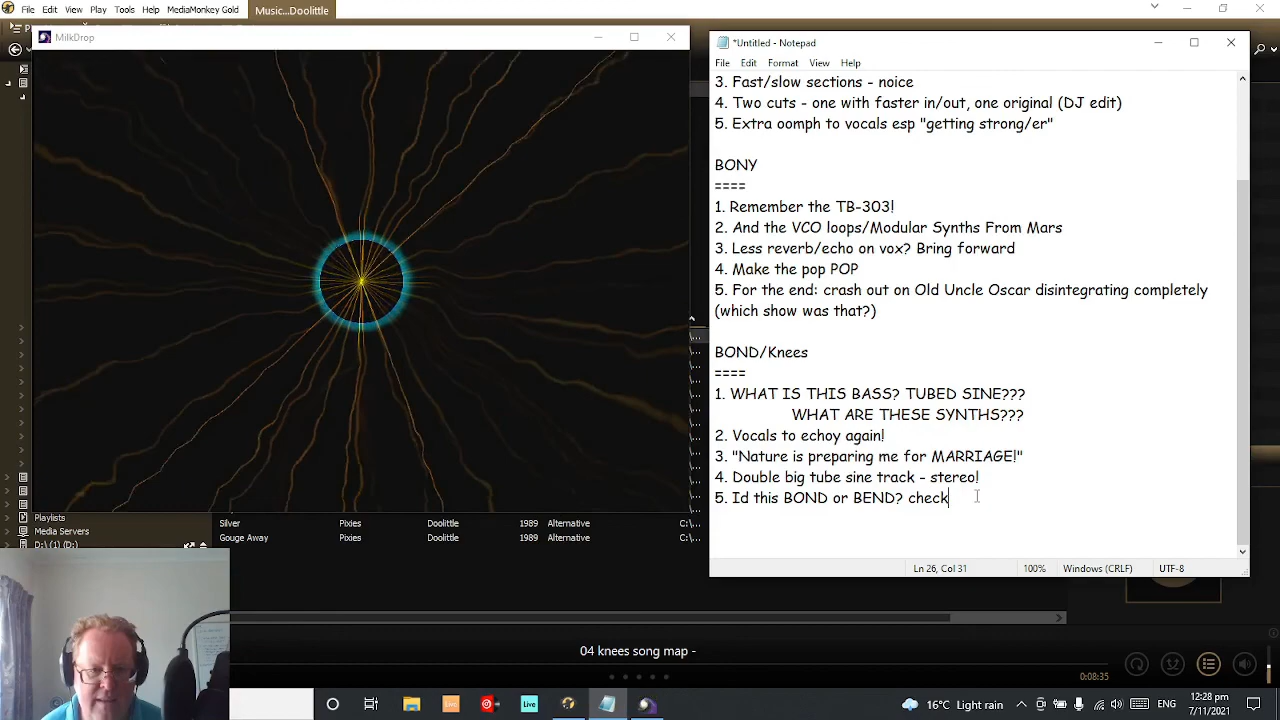 File Edit View Play Tools Help MediaMonkey Gold Music...Doolittle
MilkDrop
*Untitled - Notepad
File Edit Format View Help
3. Fast/slow sections - noice
4. Two cuts - one with faster in/out, one original (DJ edit)
5. Extra oomph to vocals esp "getting strong/er"
BONY
====
1. Remember the TB-303!
2. And the VCO loops/Modular Synths From Mars
3. Less reverb/echo on vox? Bring forward
4. Make the pop POP
5. For the end: crash out on Old Uncle Oscar disintegrating completely
(which show was that?)
BOND/Knees
====
1. WHAT IS THIS BASS? TUBED SINE???
WHAT ARE THESE SYNTHS???
2. Vocals to echoy again!
3. "Nature is preparing me for MARRIAGE!"
4. Double big tube sine track - stereo!
5. Id this BOND or BEND? check
Ln 26, Col 31 100% Windows (CRLF) UTF-8
Playlists
Media Servers
D:\ (1) (D:)
Silver Pixies Doolittle 1989 Alternative C:\...
Gouge Away Pixies Doolittle 1989 Alternative C:\...
04 knees song map -
0:08:35
Live Live
16°C Light rain ENG 12:28 pm
7/11/2021